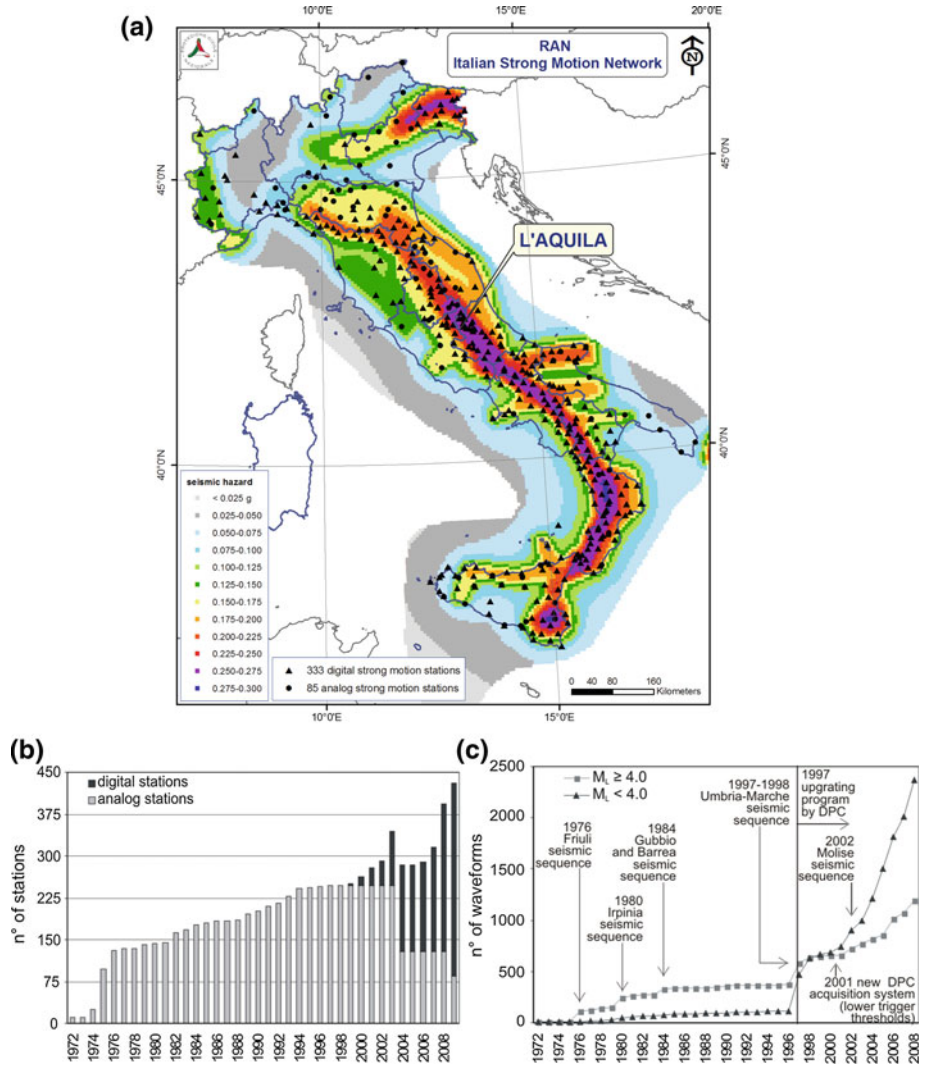 (a)
10°0'E
15°0'E
20°0'E
RAN
Italian Strong Motion Network
N
45°0'N
45°0'N
L'AQUILA
40°0'N
40°0'N
seismic hazard
< 0.025 g
0.025-0.050
0.050-0.075
0.075-0.100
0.100-0.125
0.125-0.150
0.150-0.175
0.175-0.200
0.200-0.225
0.225-0.250
0.250-0.275
0.275-0.300
333 digital strong motion stations
85 analog strong motion stations
0 40 80 160
Kilometers
10°0'E
15°0'E
(b)
450
375
300
225
150
75
0
n° of stations
digital stations
analog stations
1972
1974
1976
1978
1980
1982
1984
1986
1988
1990
1992
1994
1996
1998
2000
2002
2004
2006
2008
(c)
2500
2000
1500
1000
500
0
n° of waveforms
ML ≥ 4.0
ML < 4.0
1976
Friuli
seismic
sequence
1980
Irpinia
seismic
sequence
1984
Gubbio
and Barrea
seismic
sequence
1997-1998
Umbria-Marche
seismic
sequence
1997
upgrating
program
by DPC
2002
Molise
seismic
sequence
2001 new DPC
acquisition system
(lower trigger
thresholds)
1972
1974
1976
1978
1980
1982
1984
1986
1988
1990
1992
1994
1996
1998
2000
2002
2004
2006
2008